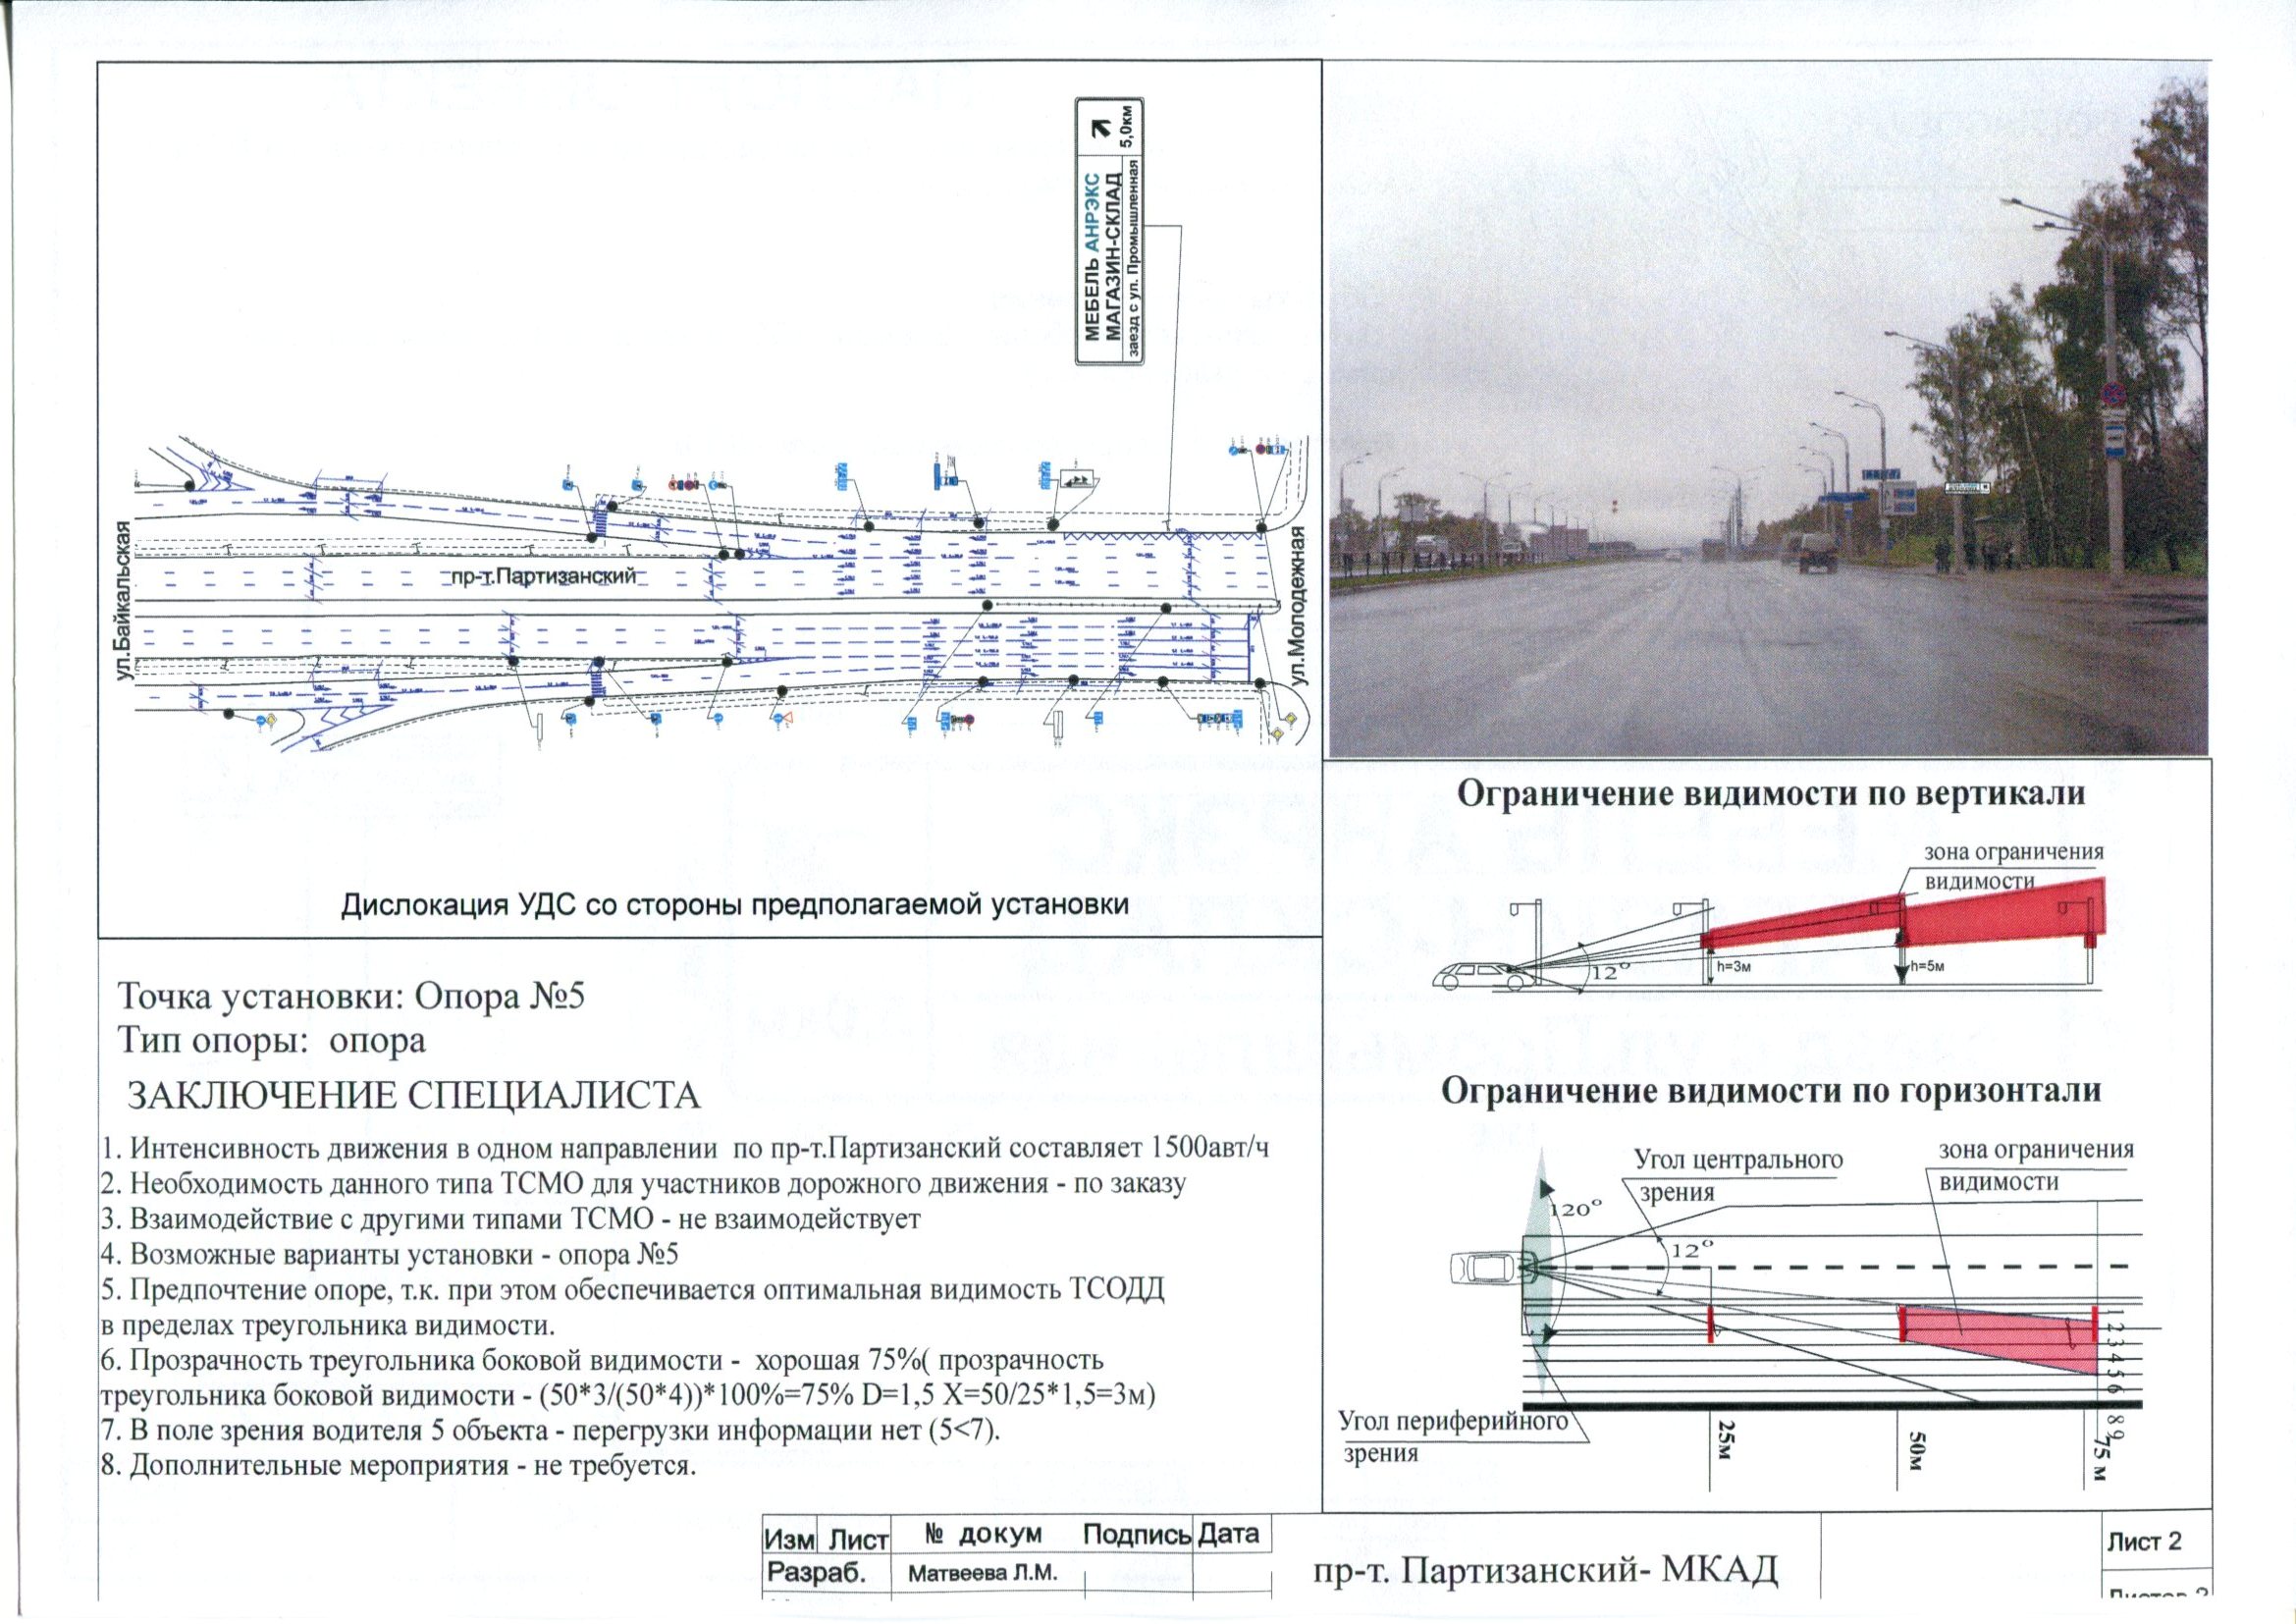 МЕБЕЛЬ АНРЭКС
МАГАЗИН-СКЛАД
заезд с ул. Промышленная
5,0км
ул.Байкальская
пр-т.Партизанский
ул.Молодежная
Дислокация УДС со стороны предполагаемой установки
Точка установки: Опора №5
Тип опоры: опора
ЗАКЛЮЧЕНИЕ СПЕЦИАЛИСТА
1. Интенсивность движения в одном направлении по пр-т.Партизанский составляет 1500авт/ч
2. Необходимость данного типа ТСМО для участников дорожного движения - по заказу
3. Взаимодействие с другими типами ТСМО - не взаимодействует
4. Возможные варианты установки - опора №5
5. Предпочтение опоре, т.к. при этом обеспечивается оптимальная видимость ТСОДД
в пределах треугольника видимости.
6. Прозрачность треугольника боковой видимости - хорошая 75%( прозрачность
треугольника боковой видимости - (50*3/(50*4))*100%=75% D=1,5 X=50/25*1,5=3м)
7. В поле зрения водителя 5 объекта - перегрузки информации нет (5<7).
8. Дополнительные мероприятия - не требуется.
Ограничение видимости по вертикали
зона ограничения
видимости
12°
h=3м
h=5м
Ограничение видимости по горизонтали
Угол центрального
зрения
зона ограничения
видимости
120°
12°
1 2 3 4 5 6 8 9
Угол периферийного
зрения
25м
50м
75 м
Изм Лист № докум Подпись Дата
Разраб. Матвеева Л.М.
пр-т. Партизанский- МКАД
Лист 2